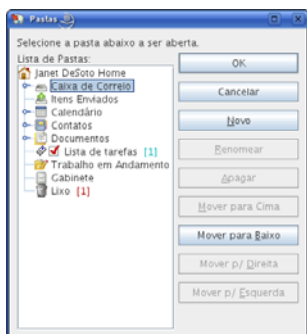 Pastas
Selecione a pasta abaixo a ser aberta.
Lista de Pastas:
Janet DeSoto Home
Caixa de Correio
Itens Enviados
Calendário
Contatos
Documentos
Lista de tarefas [1]
Trabalho em Andamento
Gabinete
Lixo [1]
OK
Cancelar
Novo
Renomear
Apagar
Mover para Cima
Mover para Baixo
Mover p/ Direita
Mover p/ Esquerda